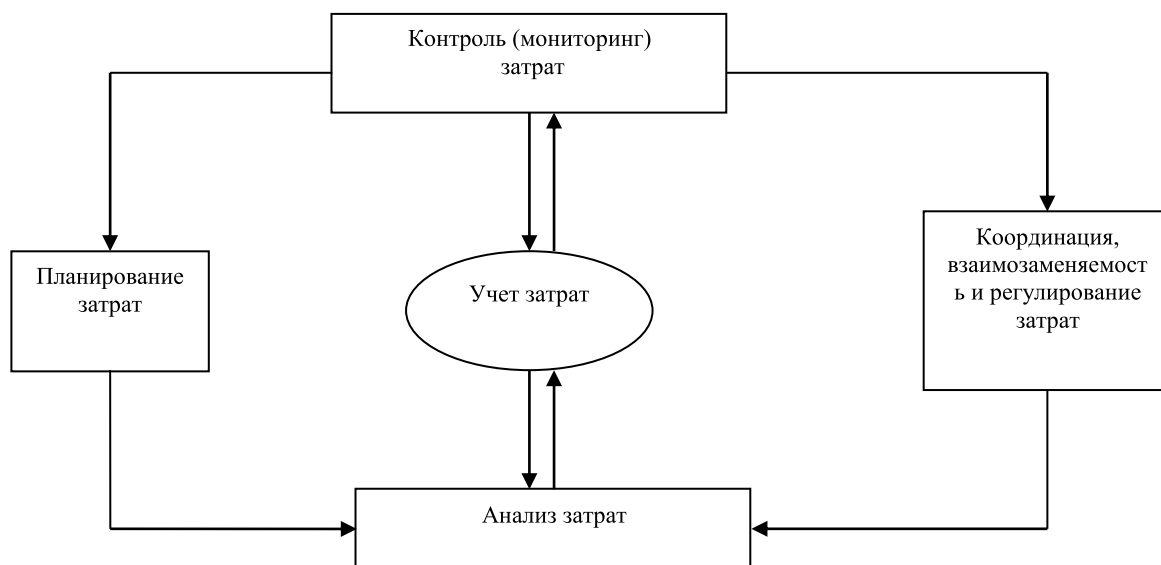 Контроль (мониторинг)
затрат
Планирование
затрат
Учет затрат
Координация,
взаимозаменяемост
ь и регулирование
затрат
Анализ затрат